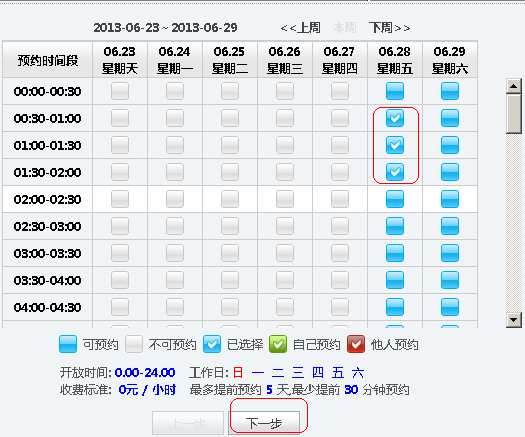 2013-06-23 ~ 2013-06-29 <<上周 本周 下周>>
预约时间段 06.23 星期天 06.24 星期一 06.25 星期二 06.26 星期三 06.27 星期四 06.28 星期五 06.29 星期六
00:00-00:30
00:30-01:00
01:00-01:30
01:30-02:00
02:00-02:30
02:30-03:00
03:00-03:30
03:30-04:00
04:00-04:30
可预约 不可预约 已选择 自己预约 他人预约
开放时间: 0.00-24.00 工作日: 日 一 二 三 四 五 六
收费标准: 0元 / 小时 最多提前预约 5 天,最少提前 30 分钟预约
上一步 下一步